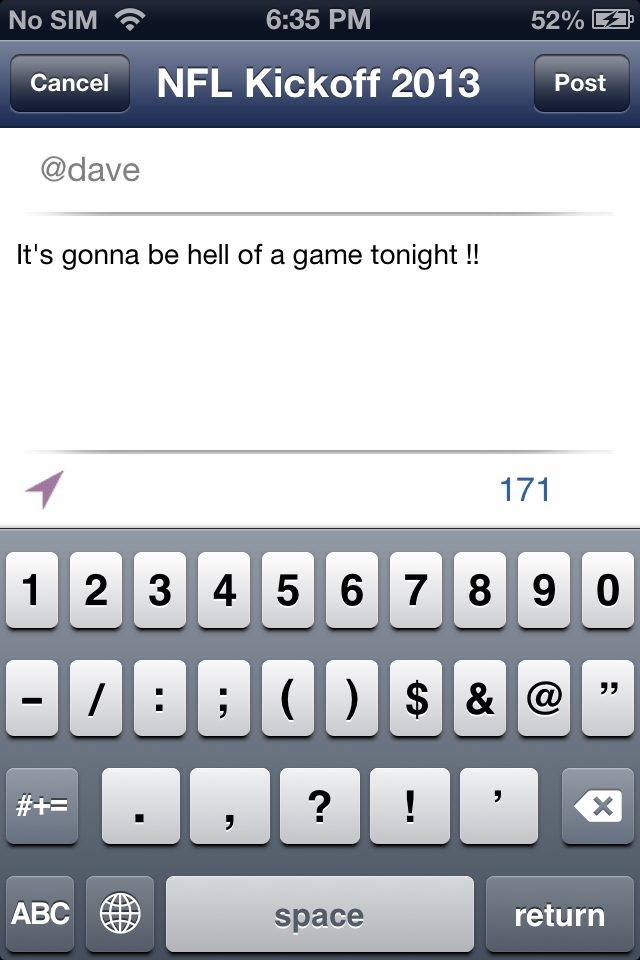 No SIM 6:35 PM 52%
Cancel NFL Kickoff 2013 Post
@dave
It's gonna be hell of a game tonight !!
171
1 2 3 4 5 6 7 8 9 0
- / : ; ( ) $ & @ ”
#+= . , ? ! ’
ABC space return